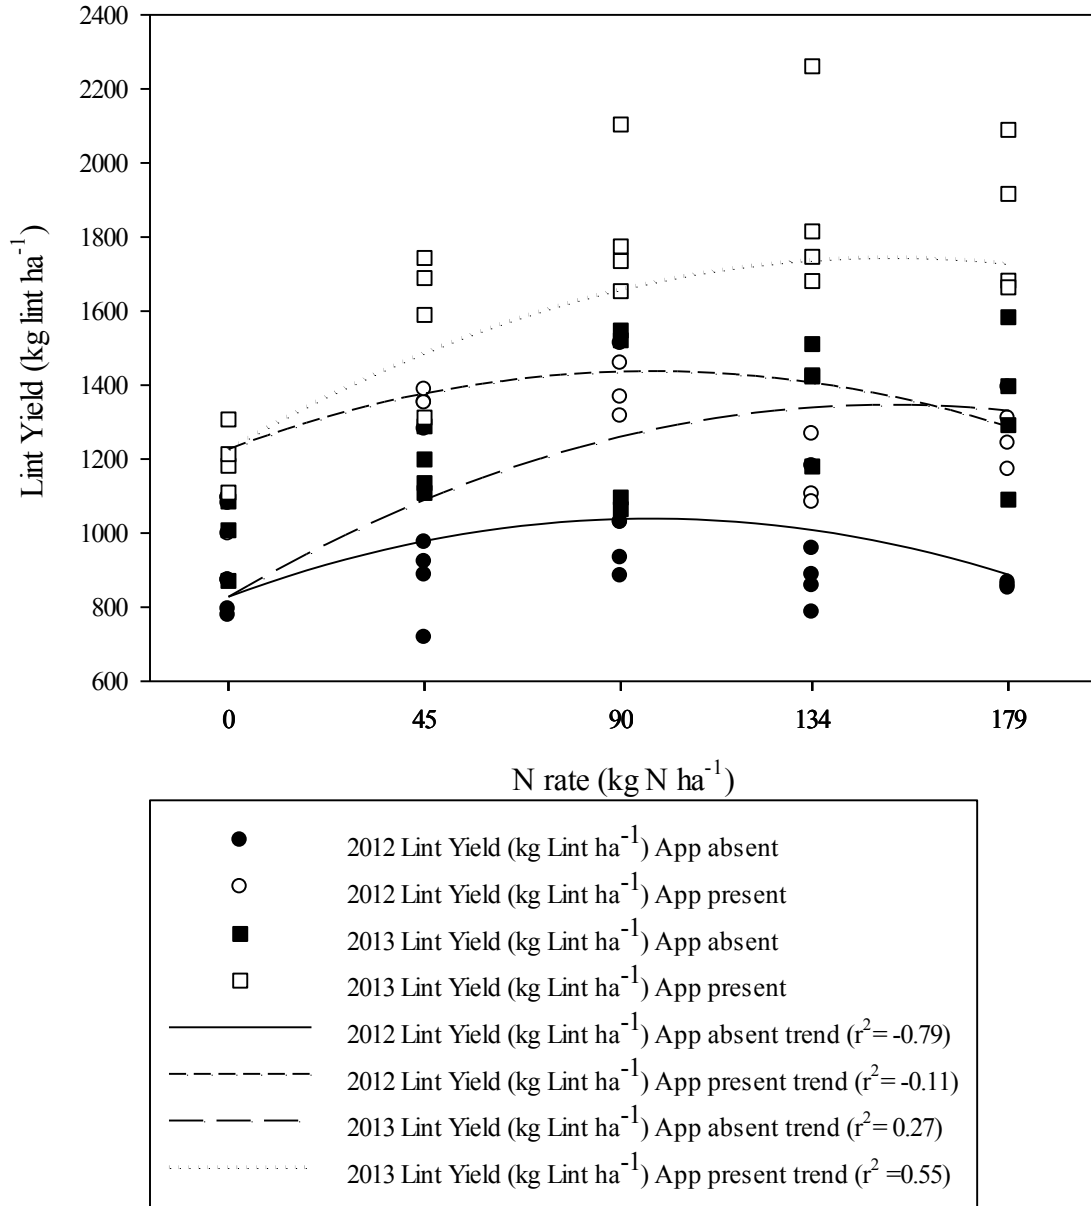 2400
2200
2000
1800
1600
1400
1200
1000
800
600
Lint Yield (kg lint ha-1)
0 45 90 134 179
N rate (kg N ha-1)
2012 Lint Yield (kg Lint ha-1) App absent
2012 Lint Yield (kg Lint ha-1) App present
2013 Lint Yield (kg Lint ha-1) App absent
2013 Lint Yield (kg Lint ha-1) App present
2012 Lint Yield (kg Lint ha-1) App absent trend (r2= -0.79)
2012 Lint Yield (kg Lint ha-1) App present trend (r2= -0.11)
2013 Lint Yield (kg Lint ha-1) App absent trend (r2= 0.27)
2013 Lint Yield (kg Lint ha-1) App present trend (r2 =0.55)